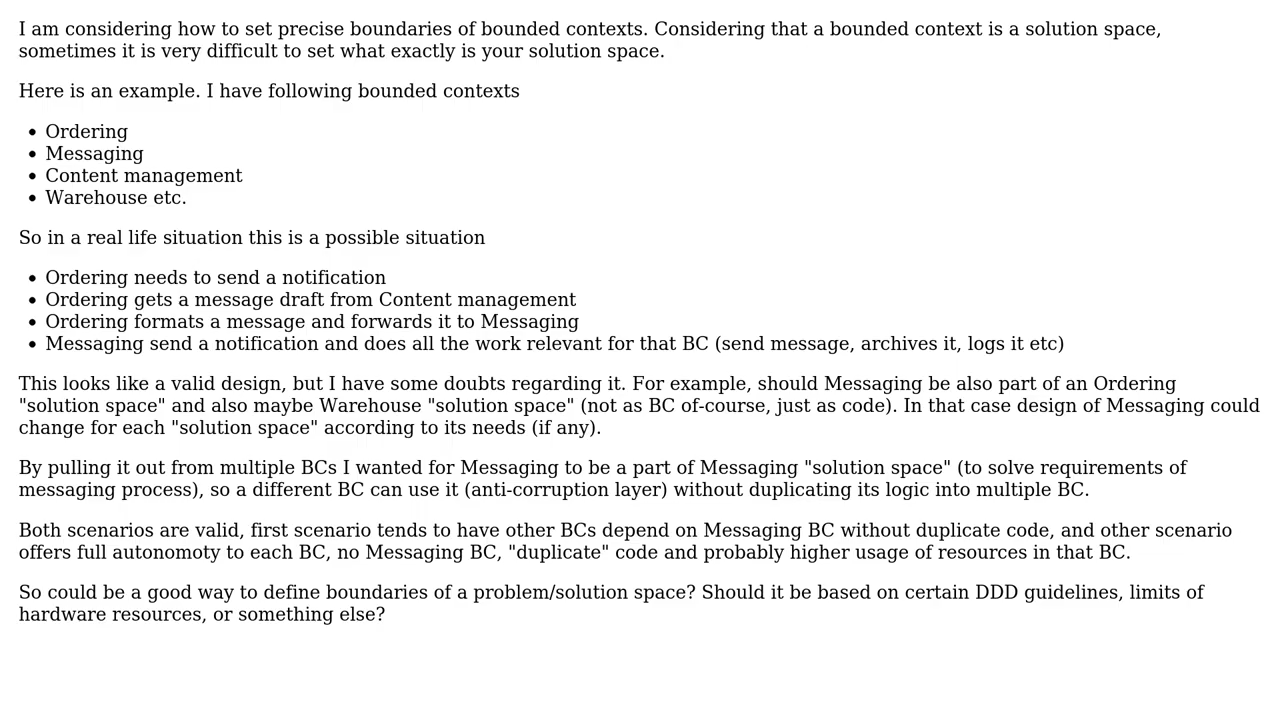 I am considering how to set precise boundaries of bounded contexts. Considering that a bounded context is a solution space,
sometimes it is very difficult to set what exactly is your solution space.
Here is an example. I have following bounded contexts
• Ordering
• Messaging
• Content management
• Warehouse etc.
So in a real life situation this is a possible situation
• Ordering needs to send a notification
• Ordering gets a message draft from Content management
• Ordering formats a message and forwards it to Messaging
• Messaging send a notification and does all the work relevant for that BC (send message, archives it, logs it etc)
This looks like a valid design, but I have some doubts regarding it. For example, should Messaging be also part of an Ordering
"solution space" and also maybe Warehouse "solution space" (not as BC of-course, just as code). In that case design of Messaging could
change for each "solution space" according to its needs (if any).
By pulling it out from multiple BCs I wanted for Messaging to be a part of Messaging "solution space" (to solve requirements of
messaging process), so a different BC can use it (anti-corruption layer) without duplicating its logic into multiple BC.
Both scenarios are valid, first scenario tends to have other BCs depend on Messaging BC without duplicate code, and other scenario
offers full autonomoty to each BC, no Messaging BC, "duplicate" code and probably higher usage of resources in that BC.
So could be a good way to define boundaries of a problem/solution space? Should it be based on certain DDD guidelines, limits of
hardware resources, or something else?